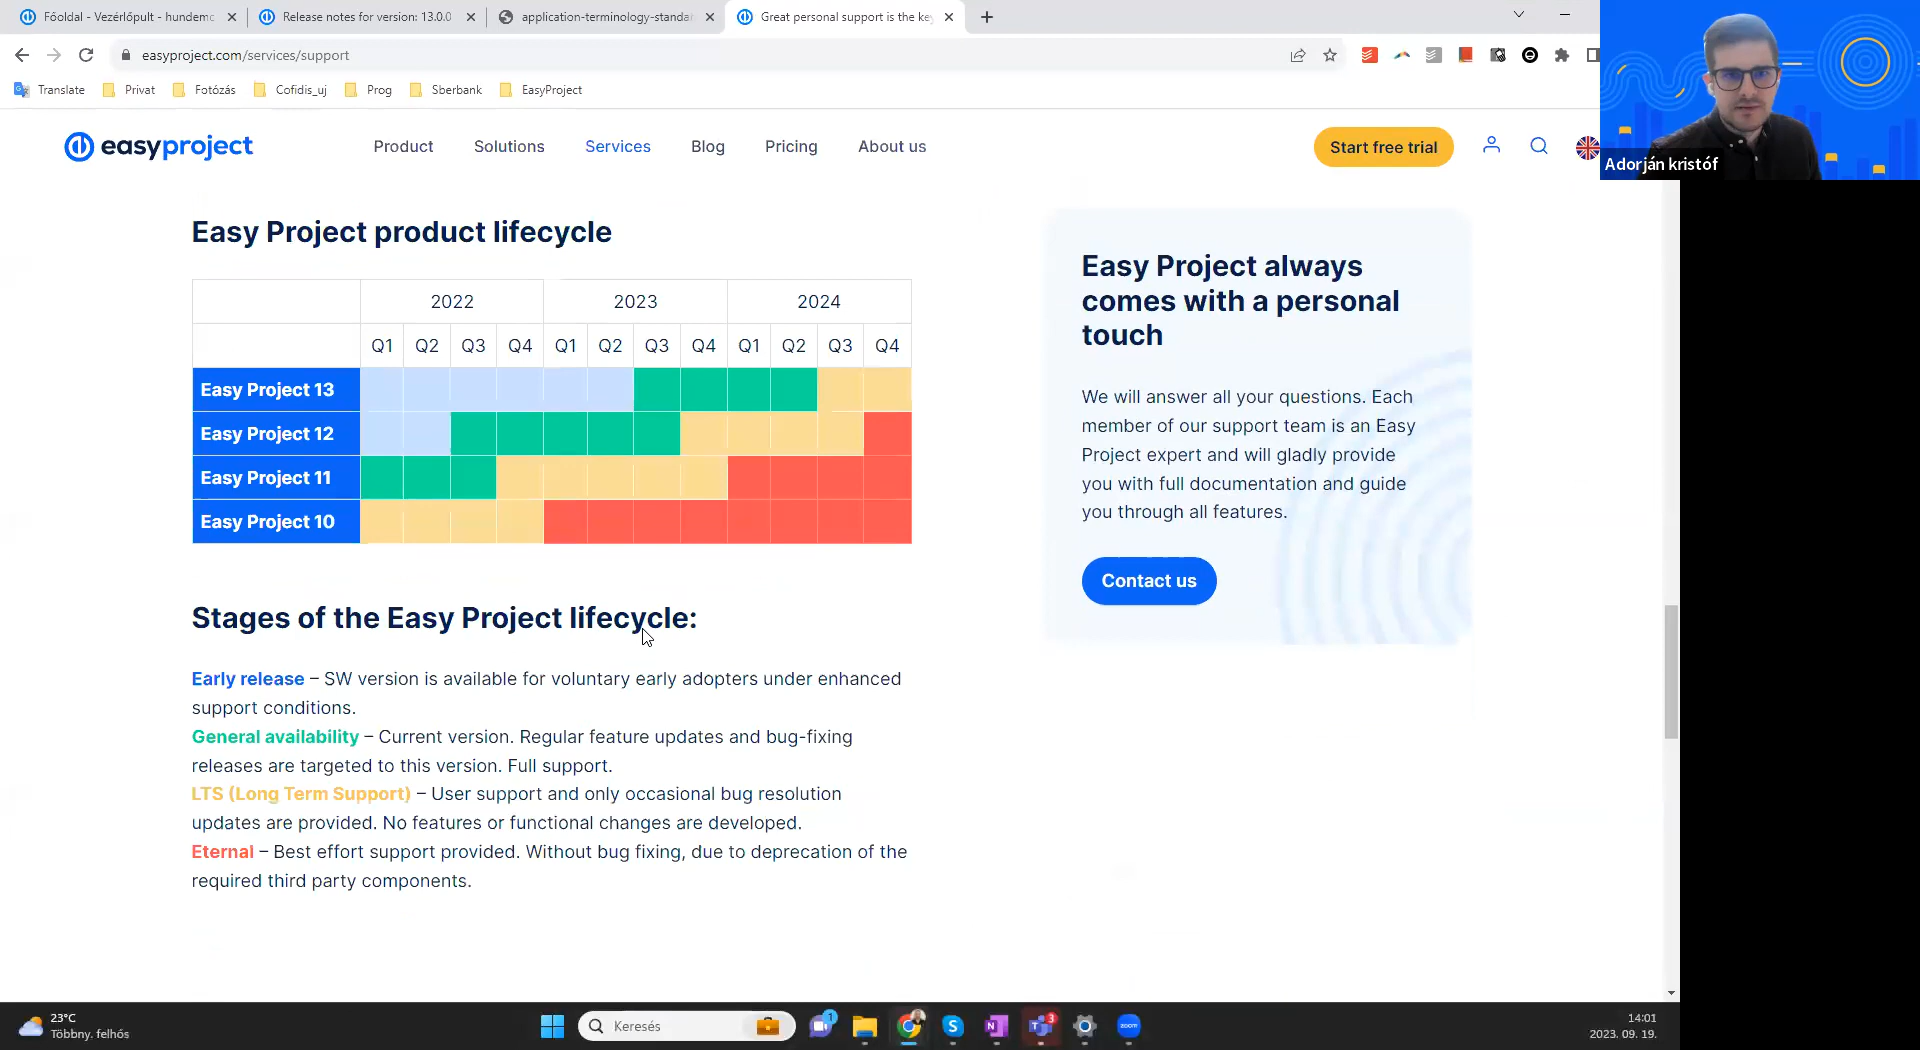 Főoldal - Vezérlőpult - hundemo
Release notes for version: 13.0.0
application-terminology-standar
Great personal support is the key
easyproject.com/services/support
Translate
Privat
Fotózás
Cofidis_uj
Prog
Sberbank
EasyProject
Adorján kristóf
easyproject
Product
Solutions
Services
Blog
Pricing
About us
Start free trial
Easy Project product lifecycle
2022 2023 2024
Q1 Q2 Q3 Q4 Q1 Q2 Q3 Q4 Q1 Q2 Q3 Q4
Easy Project 13
Easy Project 12
Easy Project 11
Easy Project 10
Stages of the Easy Project lifecycle:
Early release – SW version is available for voluntary early adopters under enhanced
support conditions.
General availability – Current version. Regular feature updates and bug-fixing
releases are targeted to this version. Full support.
LTS (Long Term Support) – User support and only occasional bug resolution
updates are provided. No features or functional changes are developed.
Eternal – Best effort support provided. Without bug fixing, due to deprecation of the
required third party components.
Easy Project always
comes with a personal
touch
We will answer all your questions. Each
member of our support team is an Easy
Project expert and will gladly provide
you with full documentation and guide
you through all features.
Contact us
23°C
Többny. felhős
Keresés
1
3
zoom
14:01
2023. 09. 19.